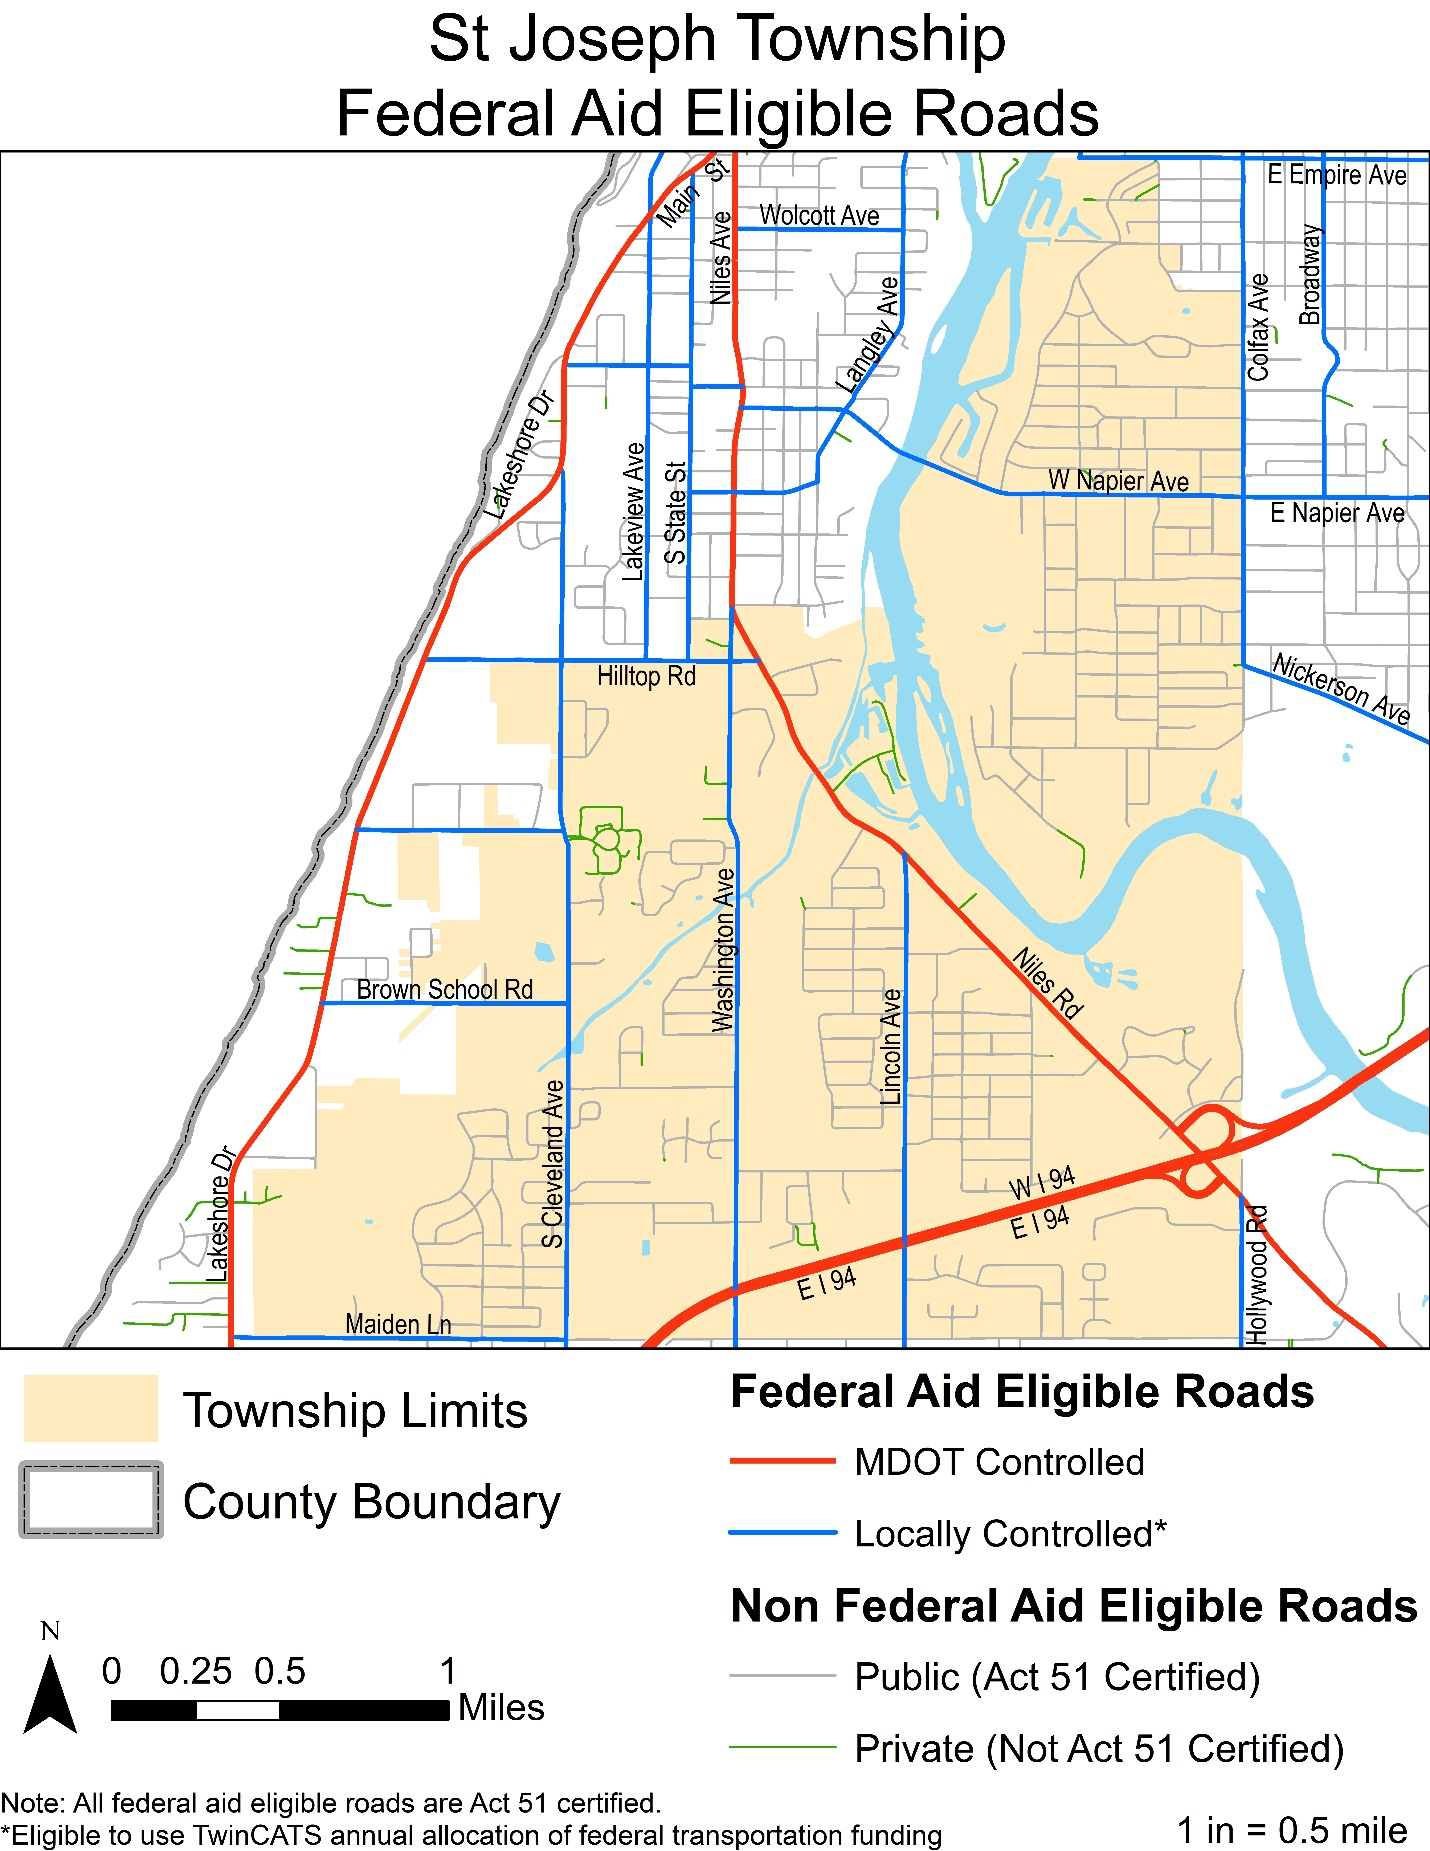 St Joseph Township
Federal Aid Eligible Roads
E Empire Ave
Main St
Wolcott Ave
Niles Ave
Broadway
Colfax Ave
Langley Ave
Lakeshore Dr
Lakeview Ave
S State St
W Napier Ave
E Napier Ave
Hilltop Rd
Nickerson Ave
Washington Ave
Brown School Rd
Niles Rd
Lincoln Ave
S Cleveland Ave
Lakeshore Dr
W I 94
E I 94
E I 94
Hollywood Rd
Maiden Ln
Township Limits
County Boundary
Federal Aid Eligible Roads
MDOT Controlled
Locally Controlled*
Non Federal Aid Eligible Roads
Public (Act 51 Certified)
Private (Not Act 51 Certified)
N
0 0.25 0.5 1
Miles
Note: All federal aid eligible roads are Act 51 certified.
*Eligible to use TwinCATS annual allocation of federal transportation funding
1 in = 0.5 mile